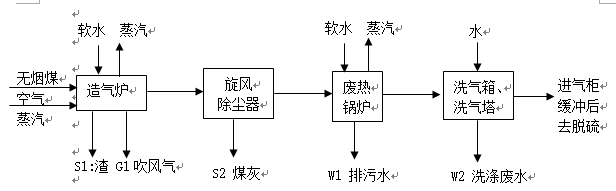 软水 蒸汽
软水 蒸汽
水
无烟煤
空气
蒸汽
造气炉
旋风
除尘器
废热
锅炉
洗气箱、
洗气塔
进气柜
缓冲后
去脱硫
S1:渣 G1吹风气
S2 煤灰
W1 排污水
W2 洗涤废水